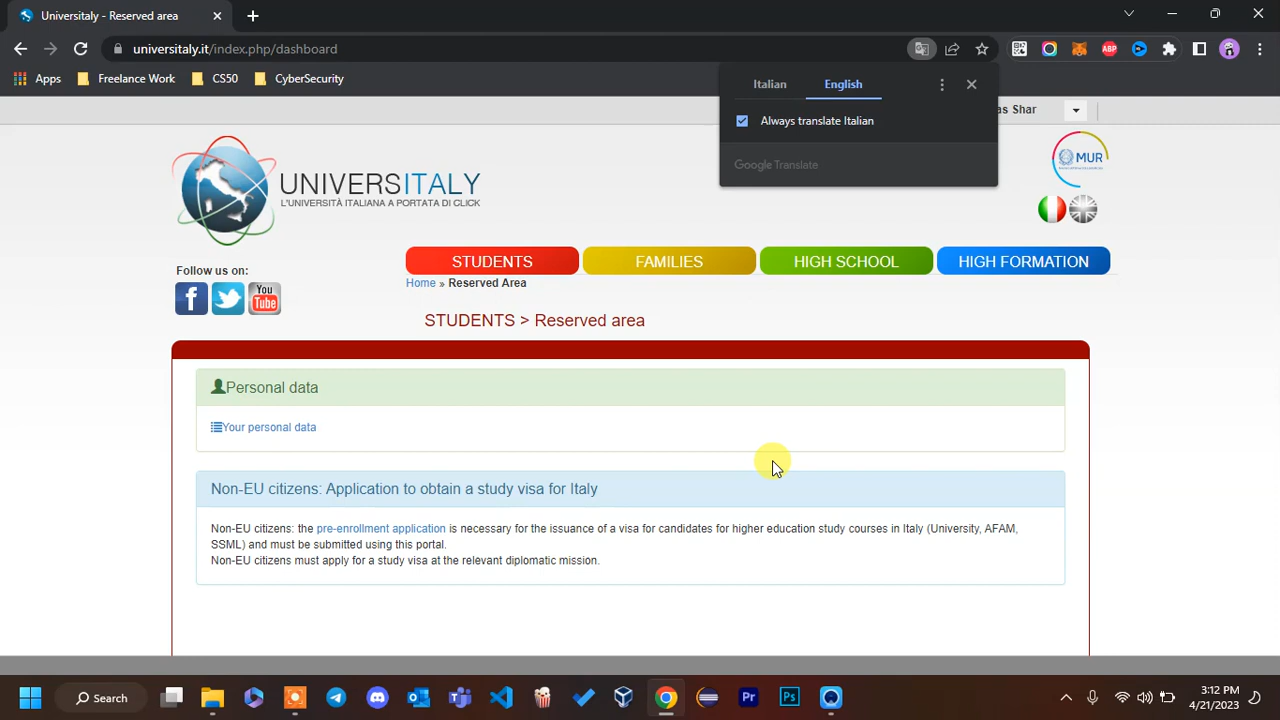 Universitaly - Reserved area
universitaly.it/index.php/dashboard
Apps
Freelance Work
CS50
CyberSecurity
Italian
English
Always translate Italian
Google Translate
as Shar
UNIVERSITALY
L'UNIVERSITÀ ITALIANA A PORTATA DI CLICK
MUR
Follow us on:
You
Tube
STUDENTS
FAMILIES
HIGH SCHOOL
HIGH FORMATION
Home » Reserved Area
STUDENTS > Reserved area
Personal data
Your personal data
Non-EU citizens: Application to obtain a study visa for Italy
Non-EU citizens: the pre-enrollment application is necessary for the issuance of a visa for candidates for higher education study courses in Italy (University, AFAM,
SSML) and must be submitted using this portal.
Non-EU citizens must apply for a study visa at the relevant diplomatic mission.
Search
3:12 PM
4/21/2023